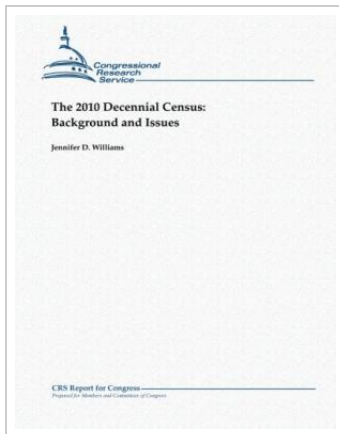 Congressional
Research
Service
The 2010 Decennial Census:
Background and Issues
Jennifer D. Williams
CRS Report for Congress
Prepared for Members and Committees of Congress